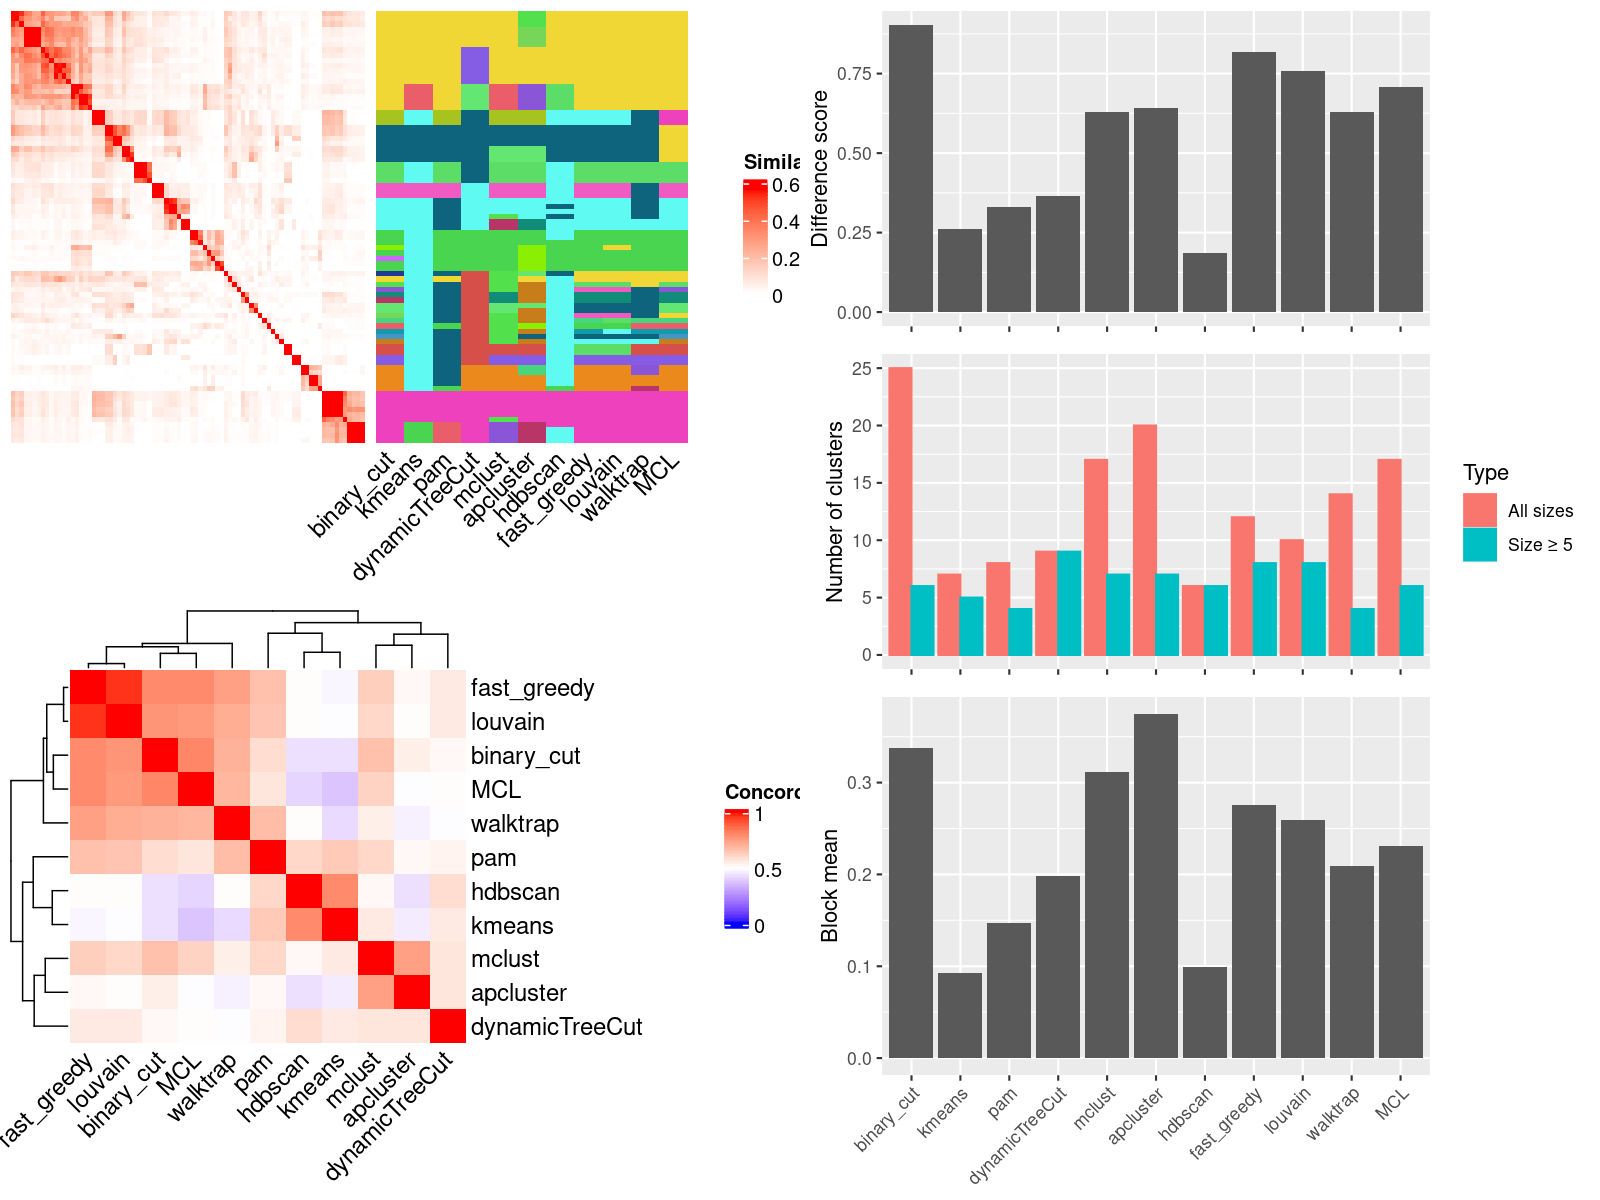 Simila
0.6
0.4
0.2
0
binary_cut
kmeans
pam
dynamicTreeCut
mclust
apcluster
hdbscan
fast_greedy
louvain
walktrap
MCL
fast_greedy
louvain
binary_cut
MCL
walktrap
pam
hdbscan
kmeans
mclust
apcluster
dynamicTreeCut
Concord
1
0.5
0
fast_greedy
louvain
binary_cut
MCL
walktrap
pam
hdbscan
kmeans
mclust
apcluster
dynamicTreeCut
Difference score
0.75
0.50
0.25
0.00
Number of clusters
25
20
15
10
5
0
Type
All sizes
Size ≥ 5
Block mean
0.3
0.2
0.1
0.0
binary_cut
kmeans
pam
dynamicTreeCut
mclust
apcluster
hdbscan
fast_greedy
louvain
walktrap
MCL